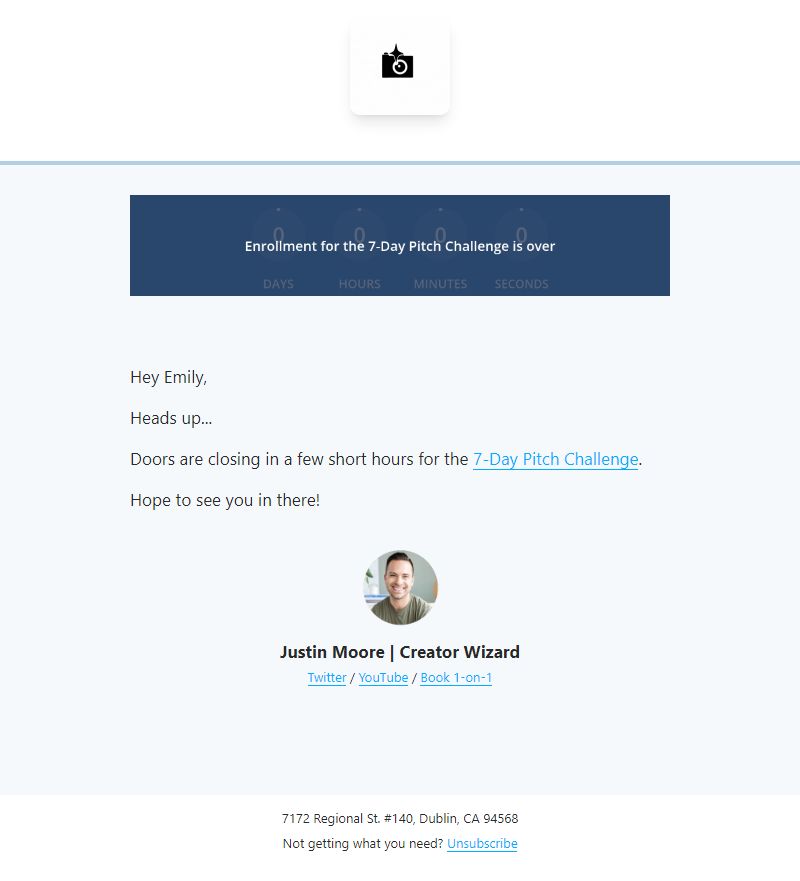 0 0 0 0
Enrollment for the 7-Day Pitch Challenge is over
DAYS HOURS MINUTES SECONDS
Hey Emily,
Heads up...
Doors are closing in a few short hours for the 7-Day Pitch Challenge.
Hope to see you in there!
Justin Moore | Creator Wizard
Twitter / YouTube / Book 1-on-1
7172 Regional St. #140, Dublin, CA 94568
Not getting what you need? Unsubscribe